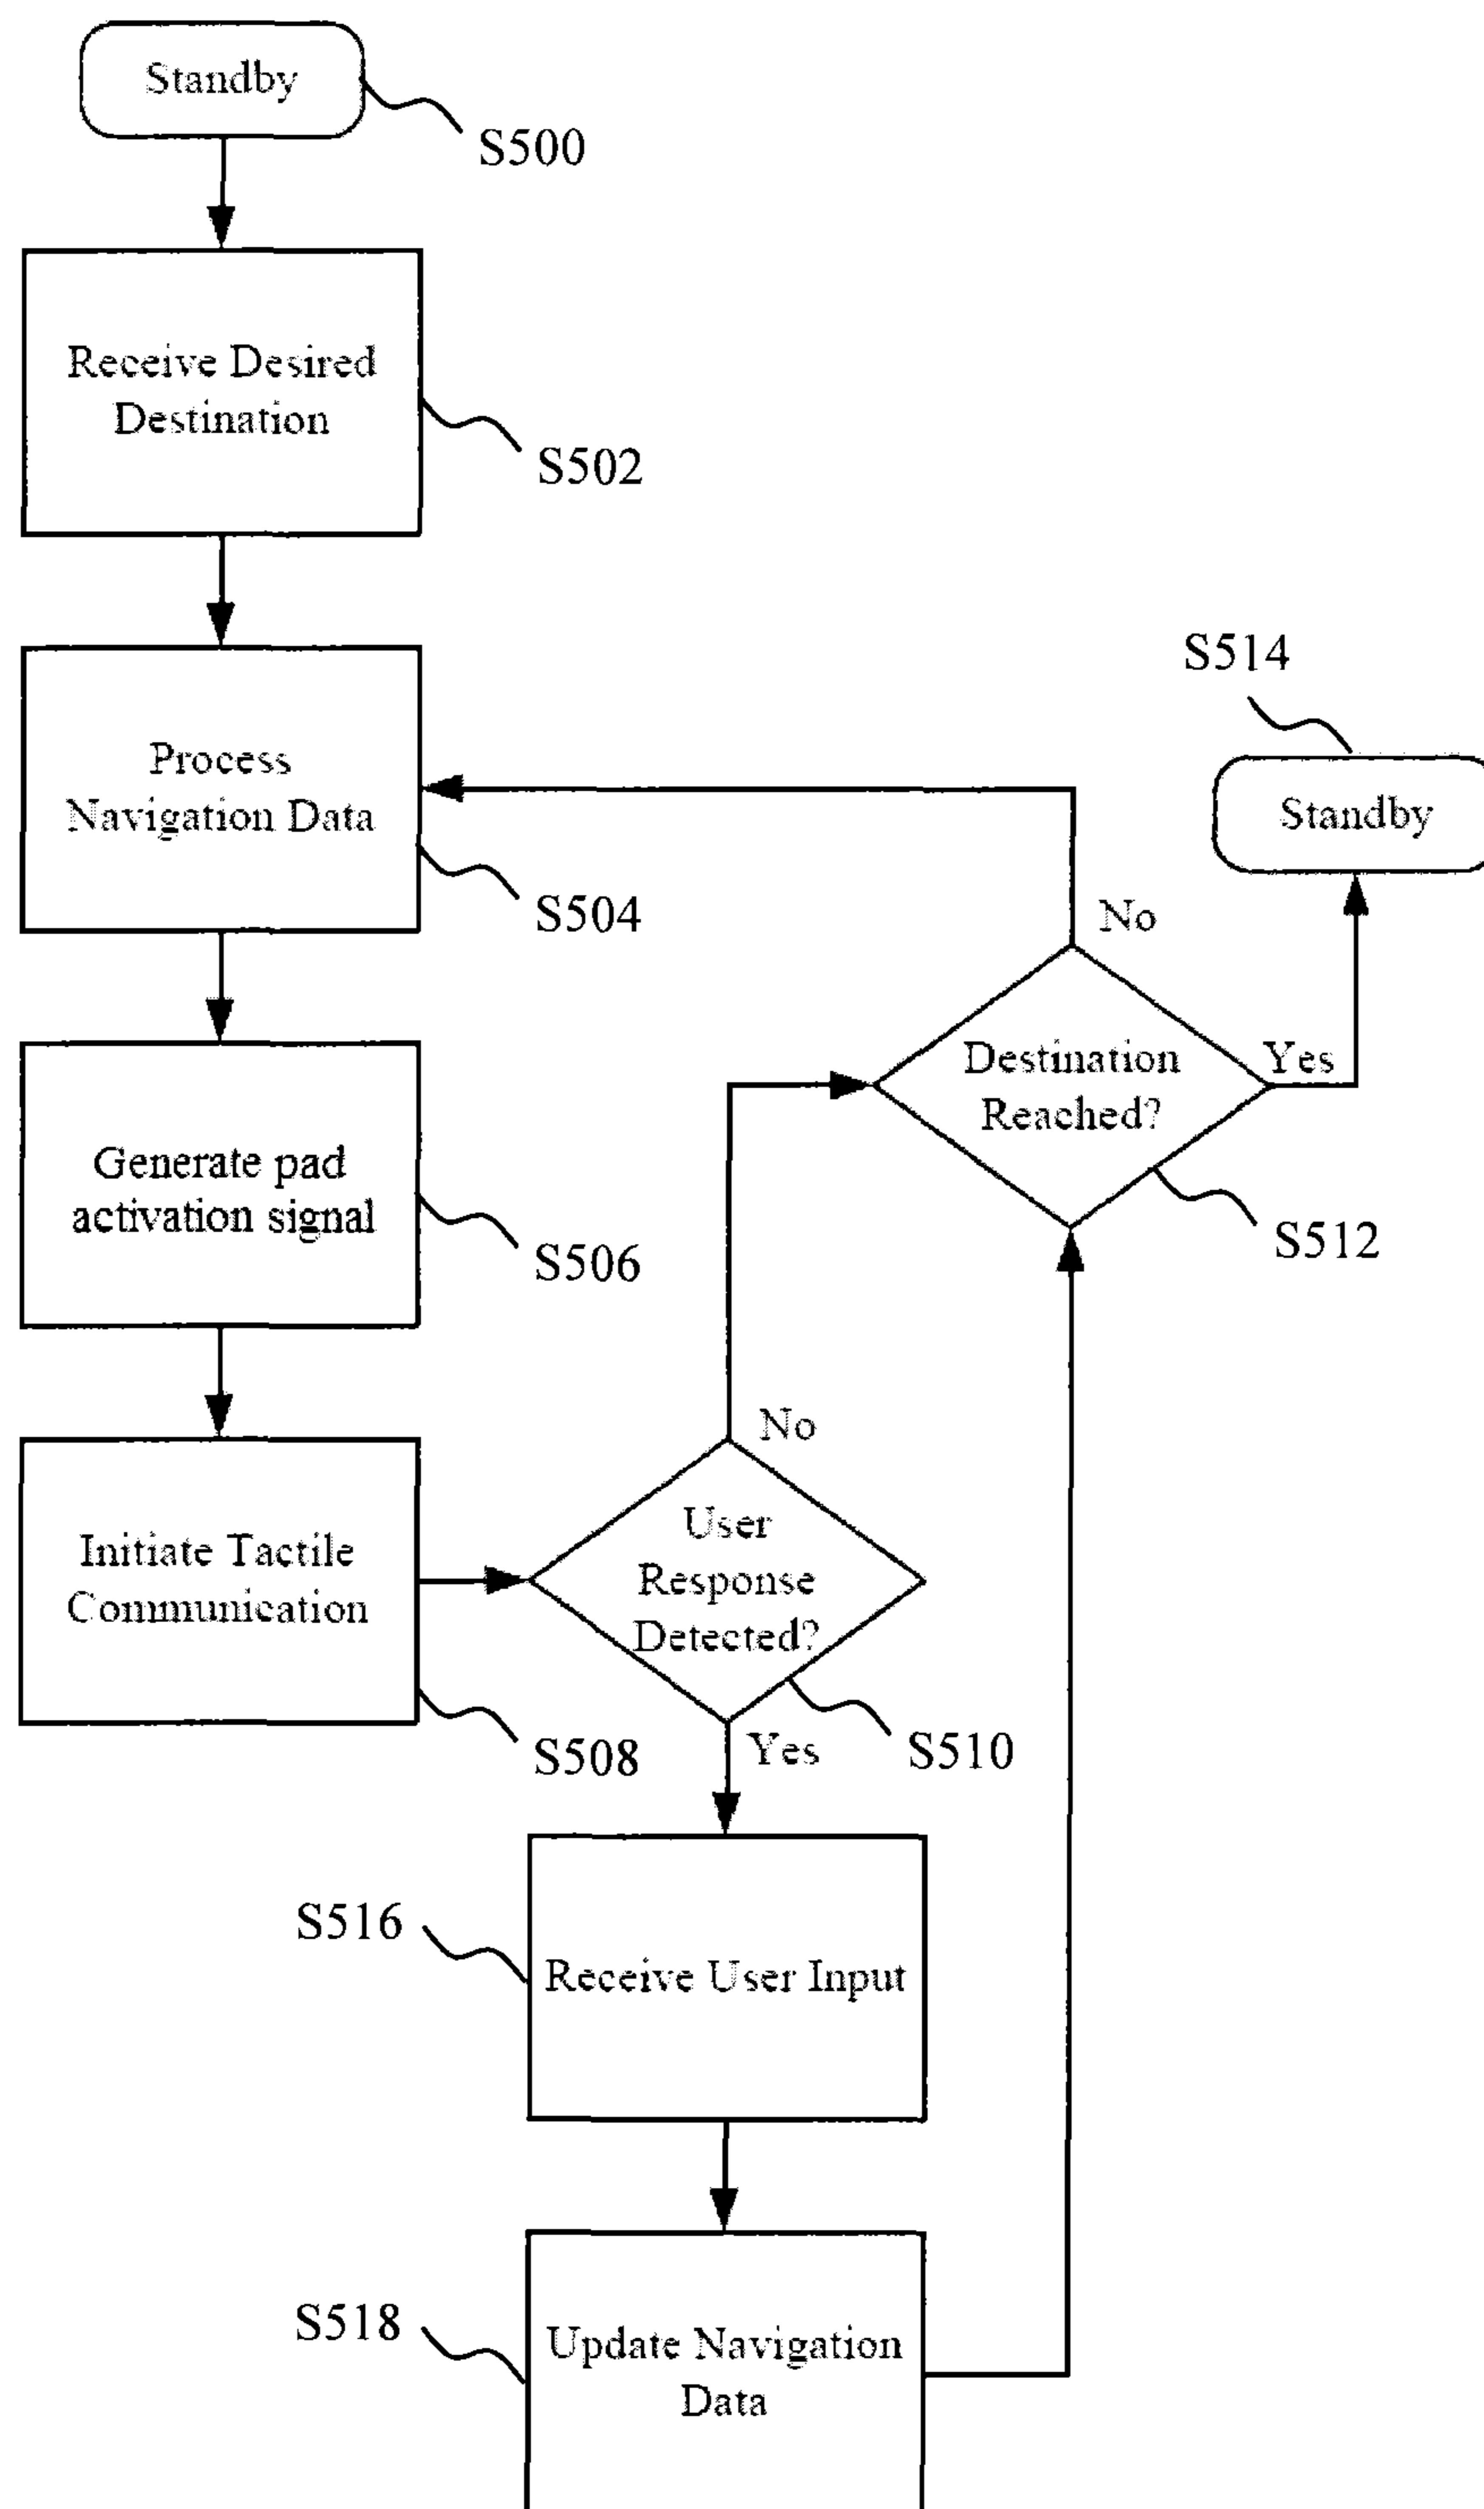 Standby
S500
Receive Desired
Destination
S502
Process
Navigation Data
S504
Generate pad
activation signal
S506
Initiate Tactile
Communication
S508
User
Response
Detected?
No
Yes
S510
Destination
Reached?
No
Yes
S512
S514
Standby
S516
Receive User Input
S518
Update Navigation
Data